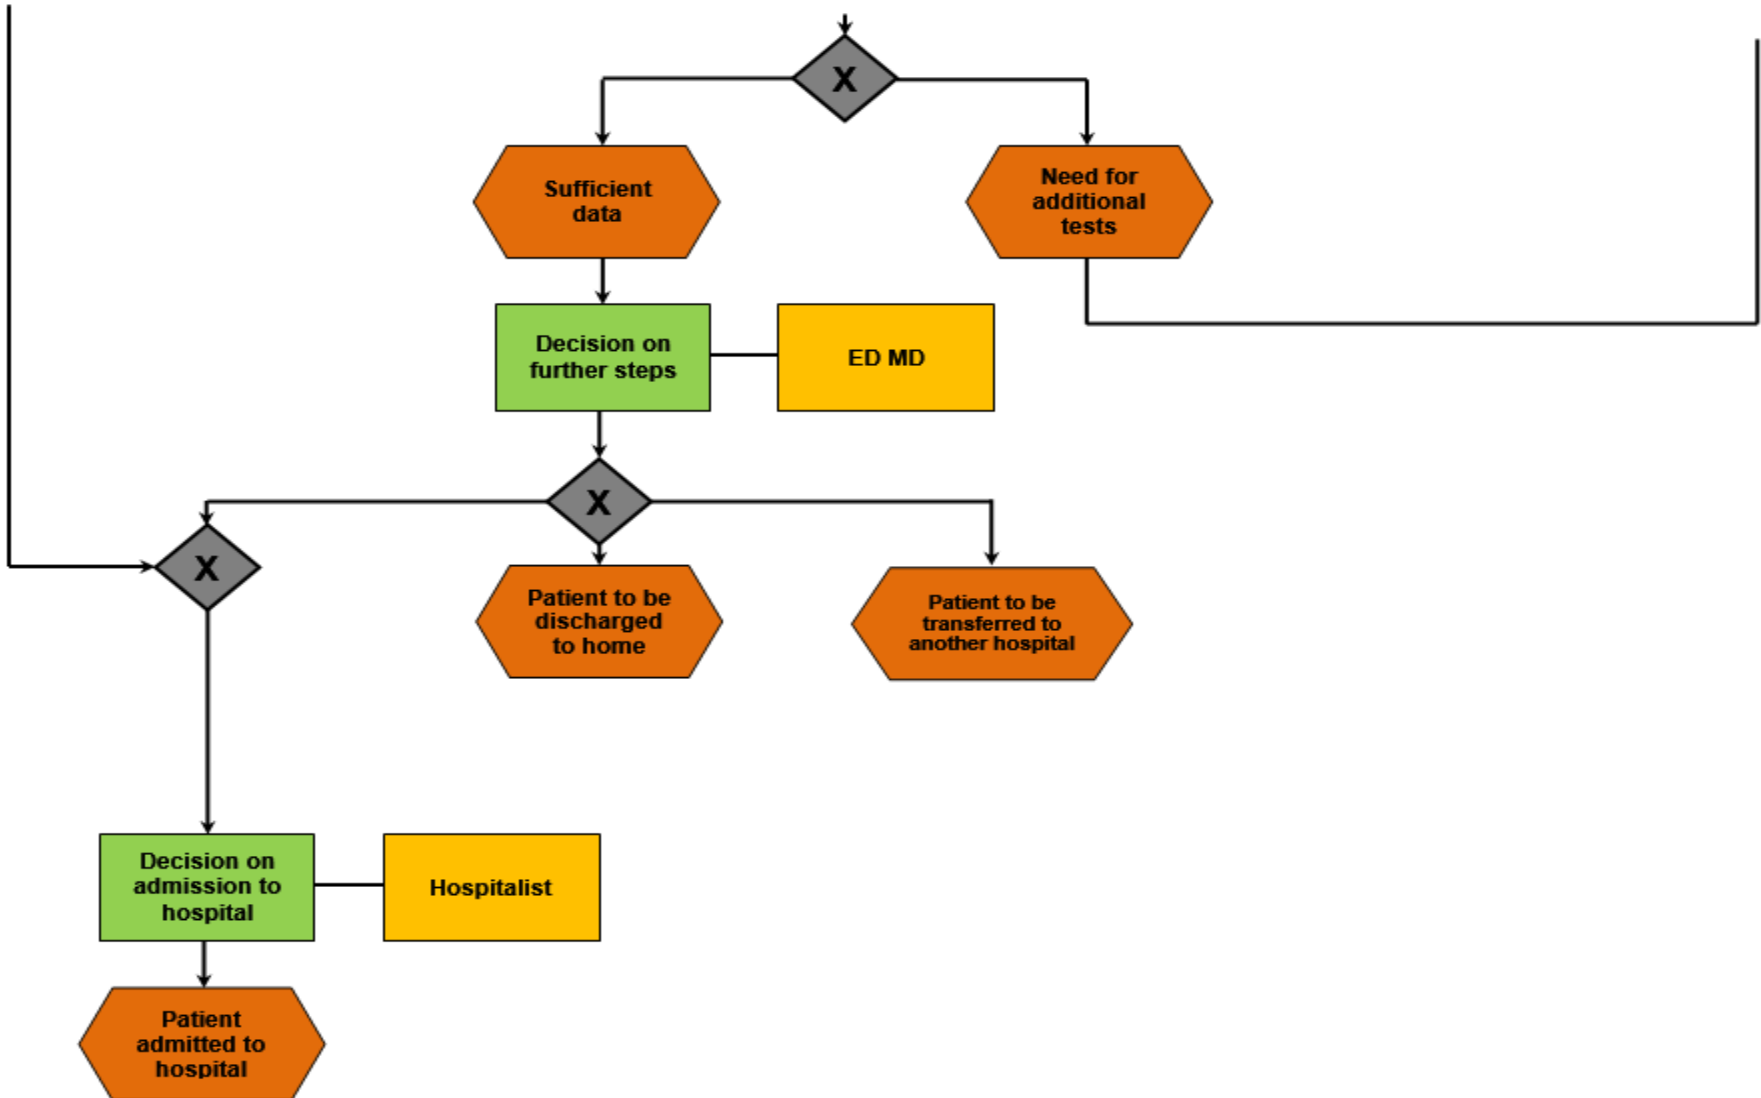 X
Sufficient
data
Need for
additional
tests
Decision on
further steps
ED MD
X
X
Patient to be
discharged
to home
Patient to be
transferred to
another hospital
Decision on
admission to
hospital
Hospitalist
Patient
admitted to
hospital